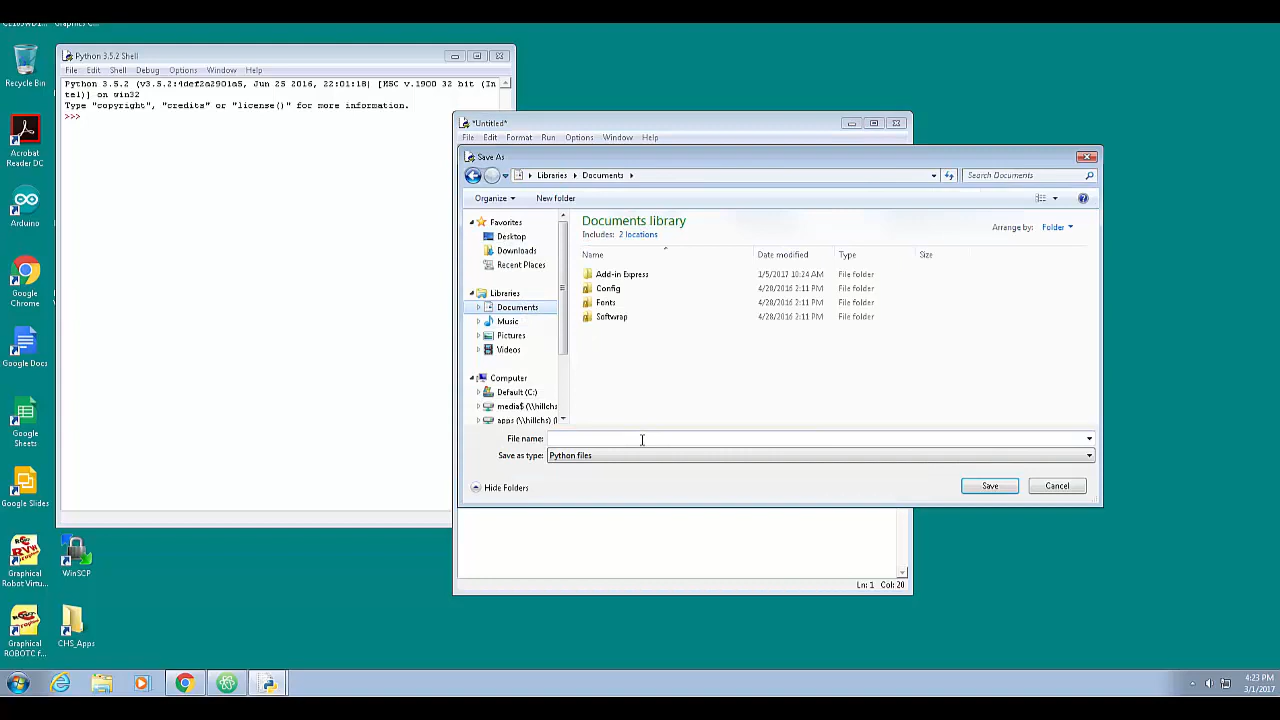 Recycle Bin
Acrobat
Reader DC
Arduino
Google
Chrome
Google Docs
Google
Sheets
Google Slides
Graphical
Robot Virtu...
WinSCP
Graphical
ROBOTC f...
CHS_Apps
Python 3.5.2 Shell
File Edit Shell Debug Options Window Help
Python 3.5.2 (v3.5.2:4def2a2901a5, Jun 25 2016, 22:01:18) [MSC v.1900 32 bit (In
tel)] on win32
Type "copyright", "credits" or "license()" for more information.
>>>
*Untitled*
File Edit Format Run Options Window Help
Save As
Libraries Documents
Search Documents
Organize New folder
Favorites
Desktop
Downloads
Recent Places
Libraries
Documents
Music
Pictures
Videos
Computer
Default (C:)
media$ (\\hillchs
apps (\\hillchs) (
Documents library
Includes: 2 locations
Arrange by: Folder
Name Date modified Type Size
Add-in Express 1/5/2017 10:24 AM File folder
Config 4/20/2016 2:11 PM File folder
Fonts 4/28/2016 2:11 PM File folder
Softwrap 4/28/2016 2:11 PM File folder
File name:
Save as type: Python files
Hide Folders
Save Cancel
Ln: 1 Col: 20
4:23 PM
3/1/2017